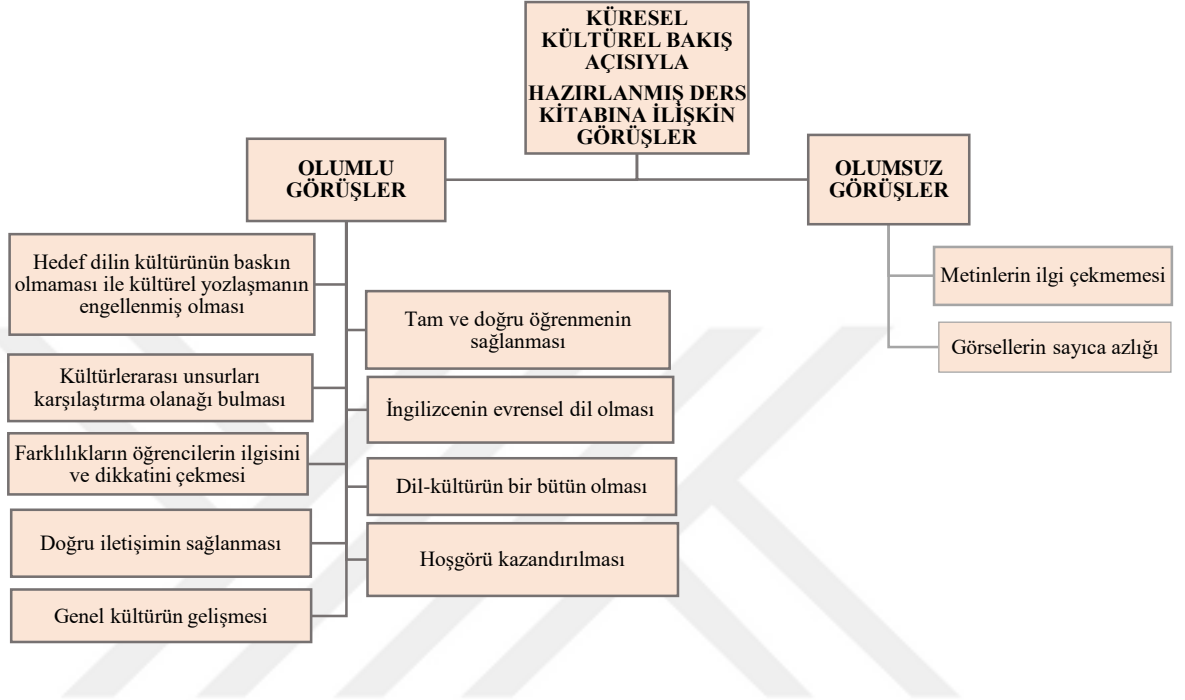 KÜRESEL
KÜLTÜREL BAKIŞ
AÇISIYLA
HAZIRLANMIŞ DERS
KİTABINA İLİŞKİN
GÖRÜŞLER
OLUMLU
GÖRÜŞLER
Hedef dilin kültürünün baskın
olmaması ile kültürel yozlaşmanın
engellenmiş olması
Kültürlerarası unsurları
karşılaştırma olanağı bulması
Farklılıkların öğrencilerin ilgisini
ve dikkatini çekmesi
Doğru iletişimin sağlanması
Genel kültürün gelişmesi
Tam ve doğru öğrenmenin
sağlanması
İngilizcenin evrensel dil olması
Dil-kültürün bir bütün olması
Hoşgörü kazandırılması
OLUMSUZ
GÖRÜŞLER
Metinlerin ilgi çekmemesi
Görsellerin sayıca azlığı